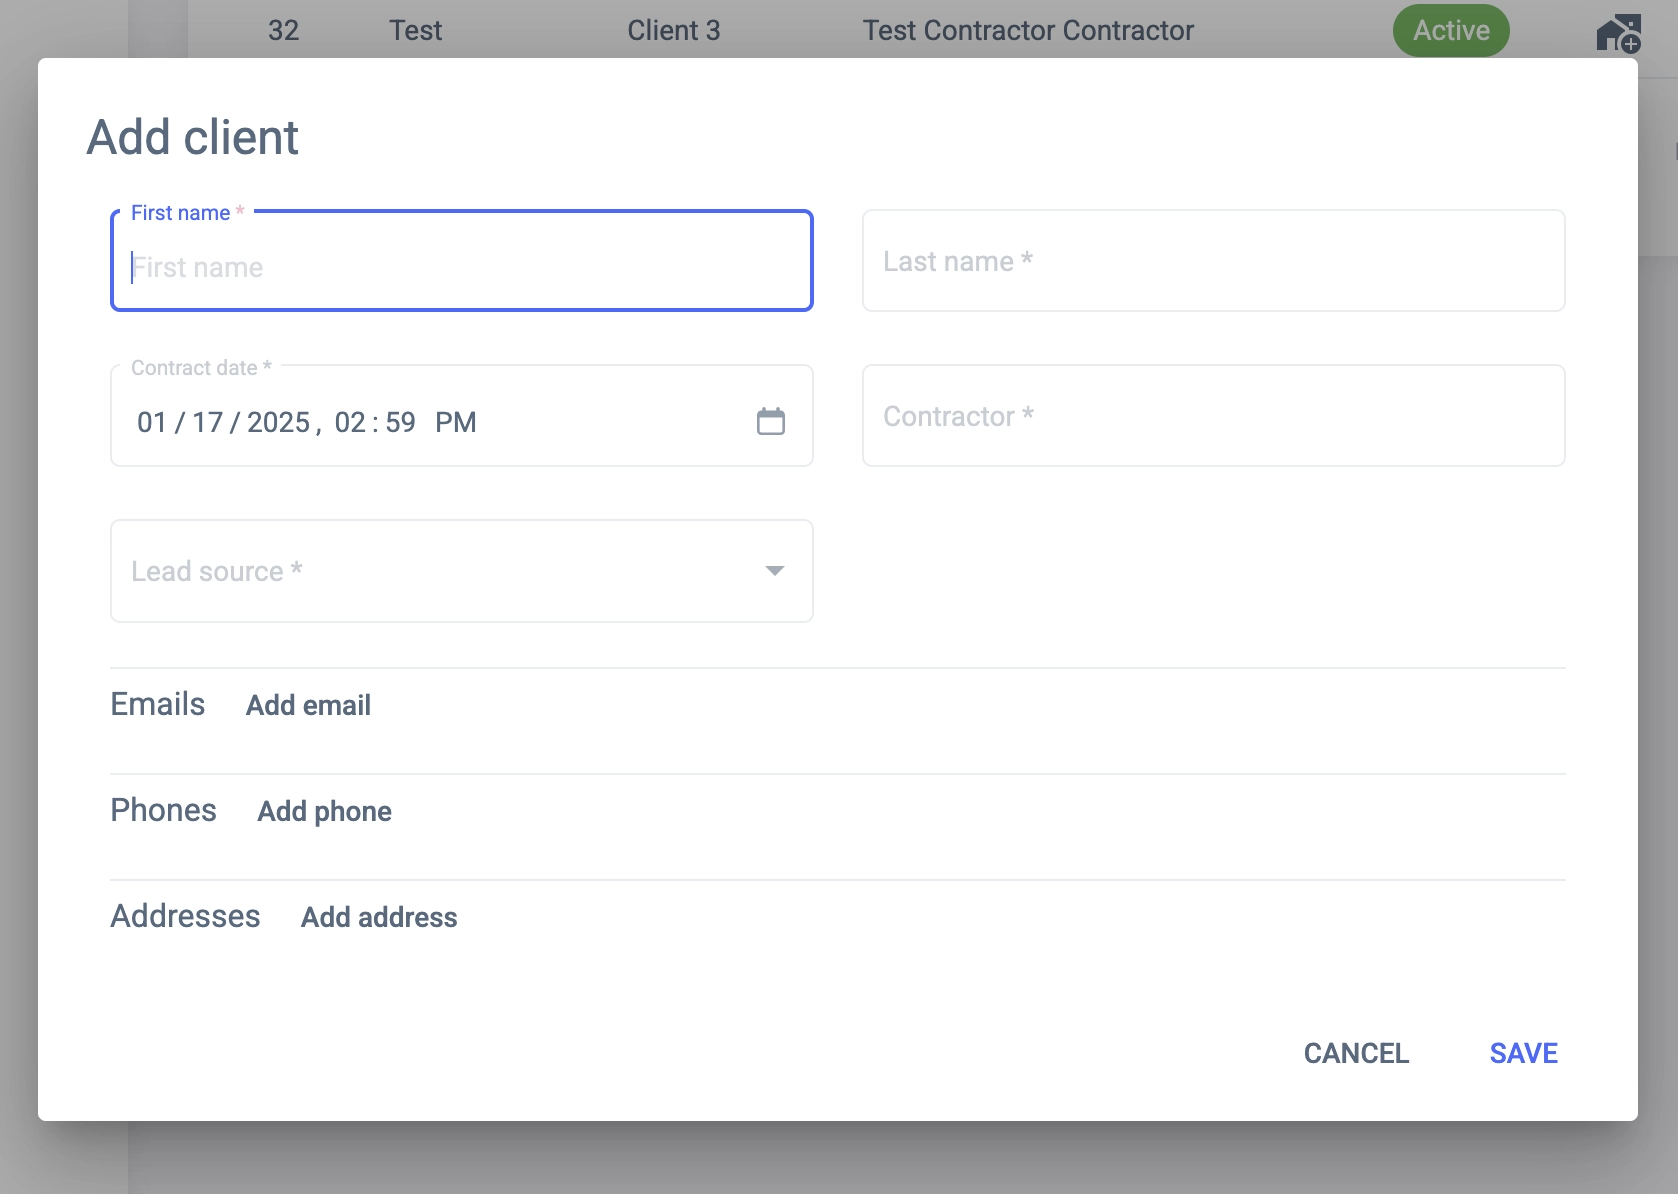 32 Test Client 3 Test Contractor Contractor Active
Add client
First name *
First name
Last name *
Contract date *
01 / 17 / 2025 , 02 : 59 PM
Contractor *
Lead source *
Emails Add email
Phones Add phone
Addresses Add address
CANCEL SAVE